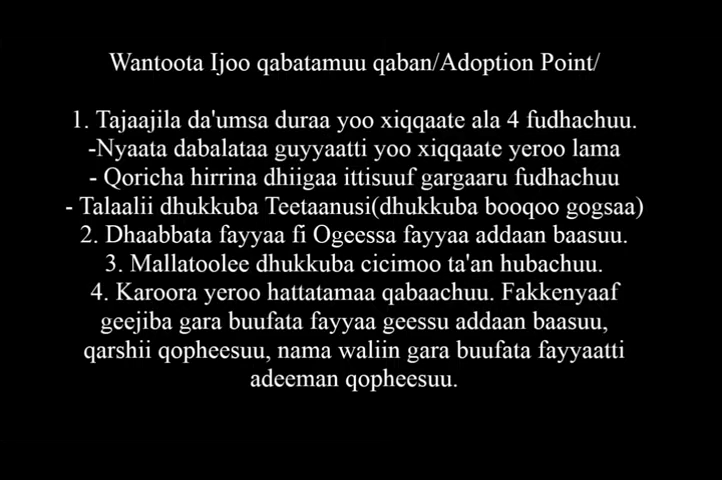 Wantoota Ijoo qabatamuu qaban/Adoption Point/
1. Tajaajila da'umsa duraa yoo xiqqaate ala 4 fudhachuu.
-Nyaata dabalataa guyyaatti yoo xiqqaate yeroo lama
- Qoricha hirrina dhiigaa ittisuuf gargaaru fudhachuu
- Talaalii dhukkuba Teetaanusi(dhukkuba booqoo gogsaa)
2. Dhaabbata fayyaa fi Ogeessa fayyaa addaan baasuu.
3. Mallatoolee dhukkuba cicimoo ta'an hubachuu.
4. Karoora yeroo hattatamaa qabaachuu. Fakkenyaaf
geejiba gara buufata fayyaa geessu addaan baasuu,
qarshii qopheesuu, nama waliin gara buufata fayyaatti
adeeman qopheesuu.